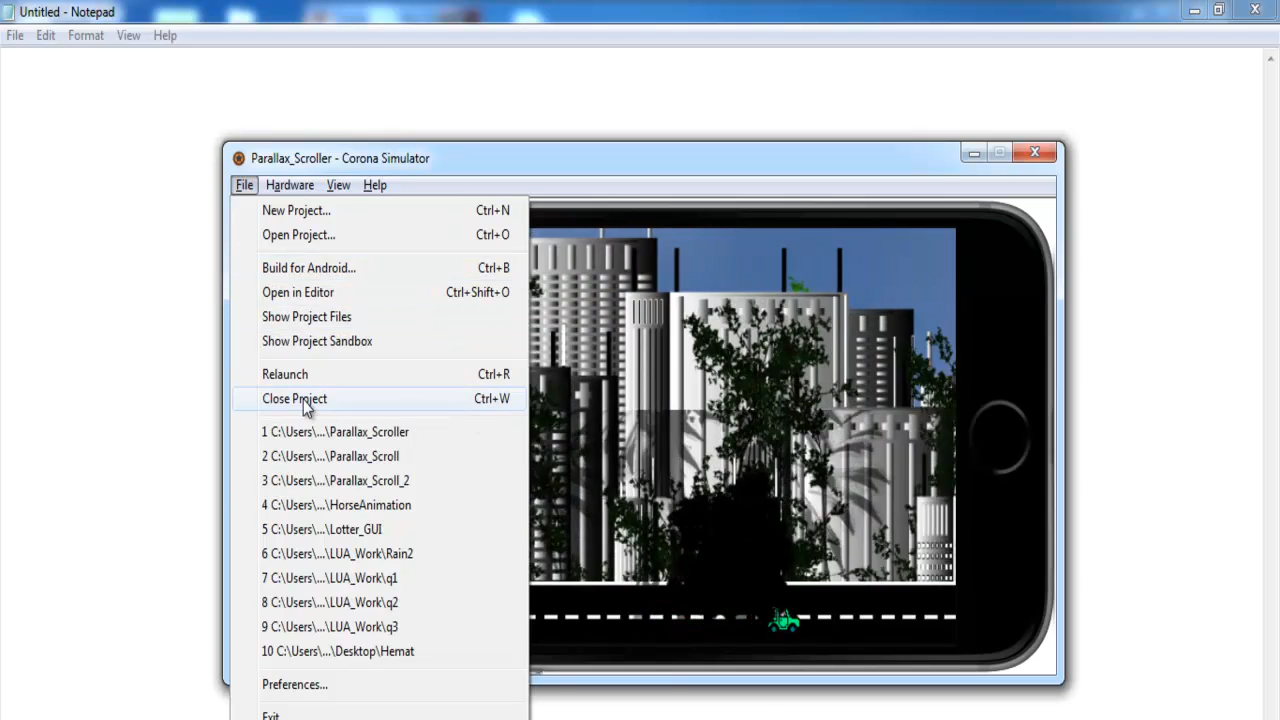 Untitled - Notepad
File Edit Format View Help
Parallax_Scroller - Corona Simulator
File Hardware View Help
New Project... Ctrl+N
Open Project... Ctrl+O
Build for Android... Ctrl+B
Open in Editor Ctrl+Shift+O
Show Project Files
Show Project Sandbox
Relaunch Ctrl+R
Close Project Ctrl+W
1 C:\Users\...\Parallax_Scroller
2 C:\Users\...\Parallax_Scroll
3 C:\Users\...\Parallax_Scroll_2
4 C:\Users\...\HorseAnimation
5 C:\Users\...\Lotter_GUI
6 C:\Users\...\LUA_Work\Rain2
7 C:\Users\...\LUA_Work\q1
8 C:\Users\...\LUA_Work\q2
9 C:\Users\...\LUA_Work\q3
10 C:\Users\...\Desktop\Hemat
Preferences...
Exit